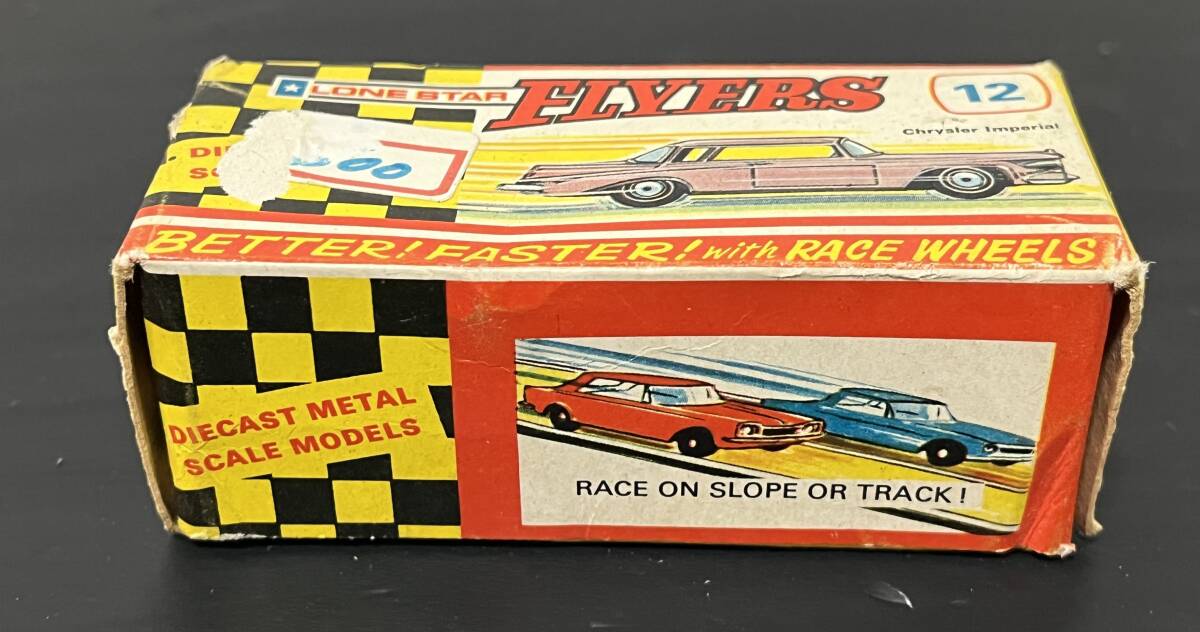 LONE STAR FLYERS
12
Chrysler Imperial
00
BETTER! FASTER! with RACE WHEELS
DIECAST METAL
SCALE MODELS
RACE ON SLOPE OR TRACK!